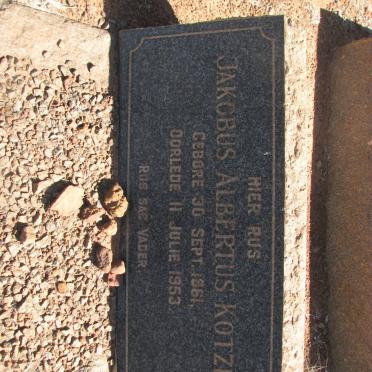 HIER RUS
JAKOBUS ALBERTUS KOTZ
GEBORE 30 SEPT. 1861,
OORLEDE 11 JULIE 1953.
RUS SAG VADER